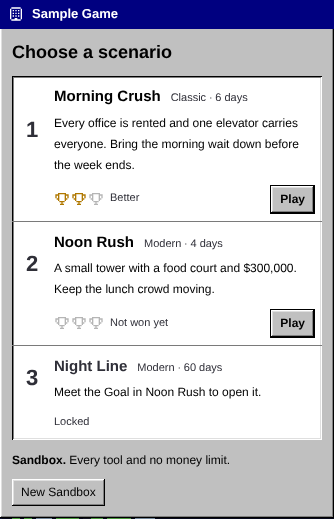 Sample Game
Choose a scenario
1
Morning Crush Classic · 6 days
Every office is rented and one elevator carries
everyone. Bring the morning wait down before
the week ends.
Better
Play
2
Noon Rush Modern · 4 days
A small tower with a food court and $300,000.
Keep the lunch crowd moving.
Not won yet
Play
3
Night Line Modern · 60 days
Meet the Goal in Noon Rush to open it.
Locked
Sandbox. Every tool and no money limit.
New Sandbox